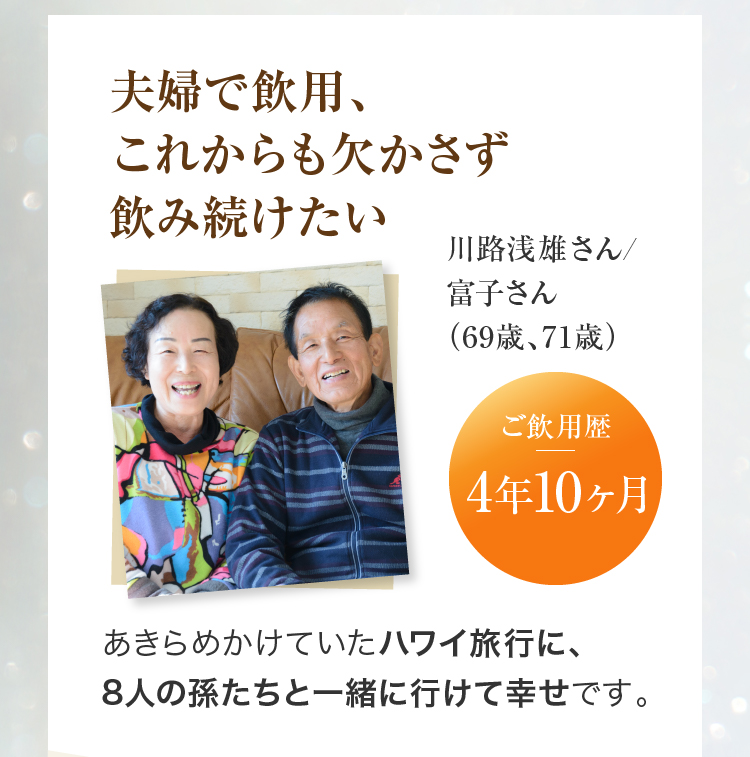 夫婦で飲用、
これからも欠かさず
飲み続けたい
川路浅雄さん/
富子さん
（69歳、71歳）
ご飲用歴
4年10ヶ月
あきらめかけていたハワイ旅行に、
8人の孫たちと一緒に行けて幸せです。